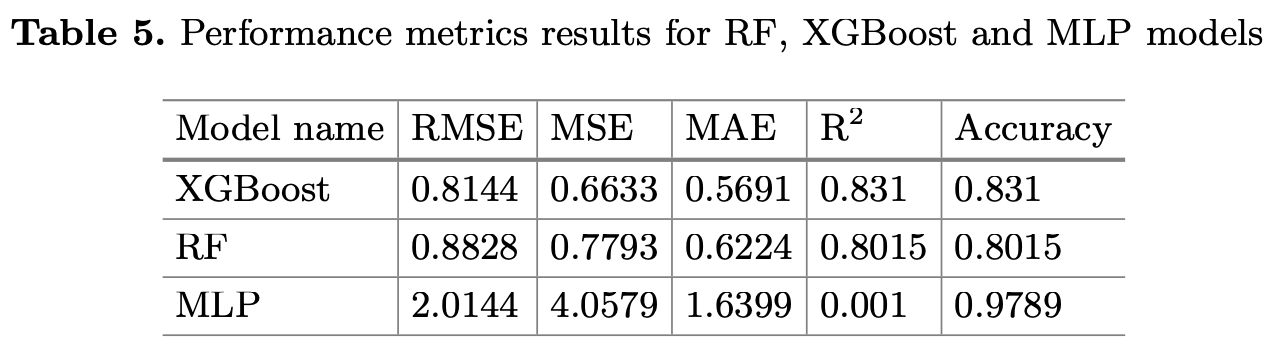 Table 5. Performance metrics results for RF, XGBoost and MLP models
Model name RMSE MSE MAE R² Accuracy
XGBoost 0.8144 0.6633 0.5691 0.831 0.831
RF 0.8828 0.7793 0.6224 0.8015 0.8015
MLP 2.0144 4.0579 1.6399 0.001 0.9789